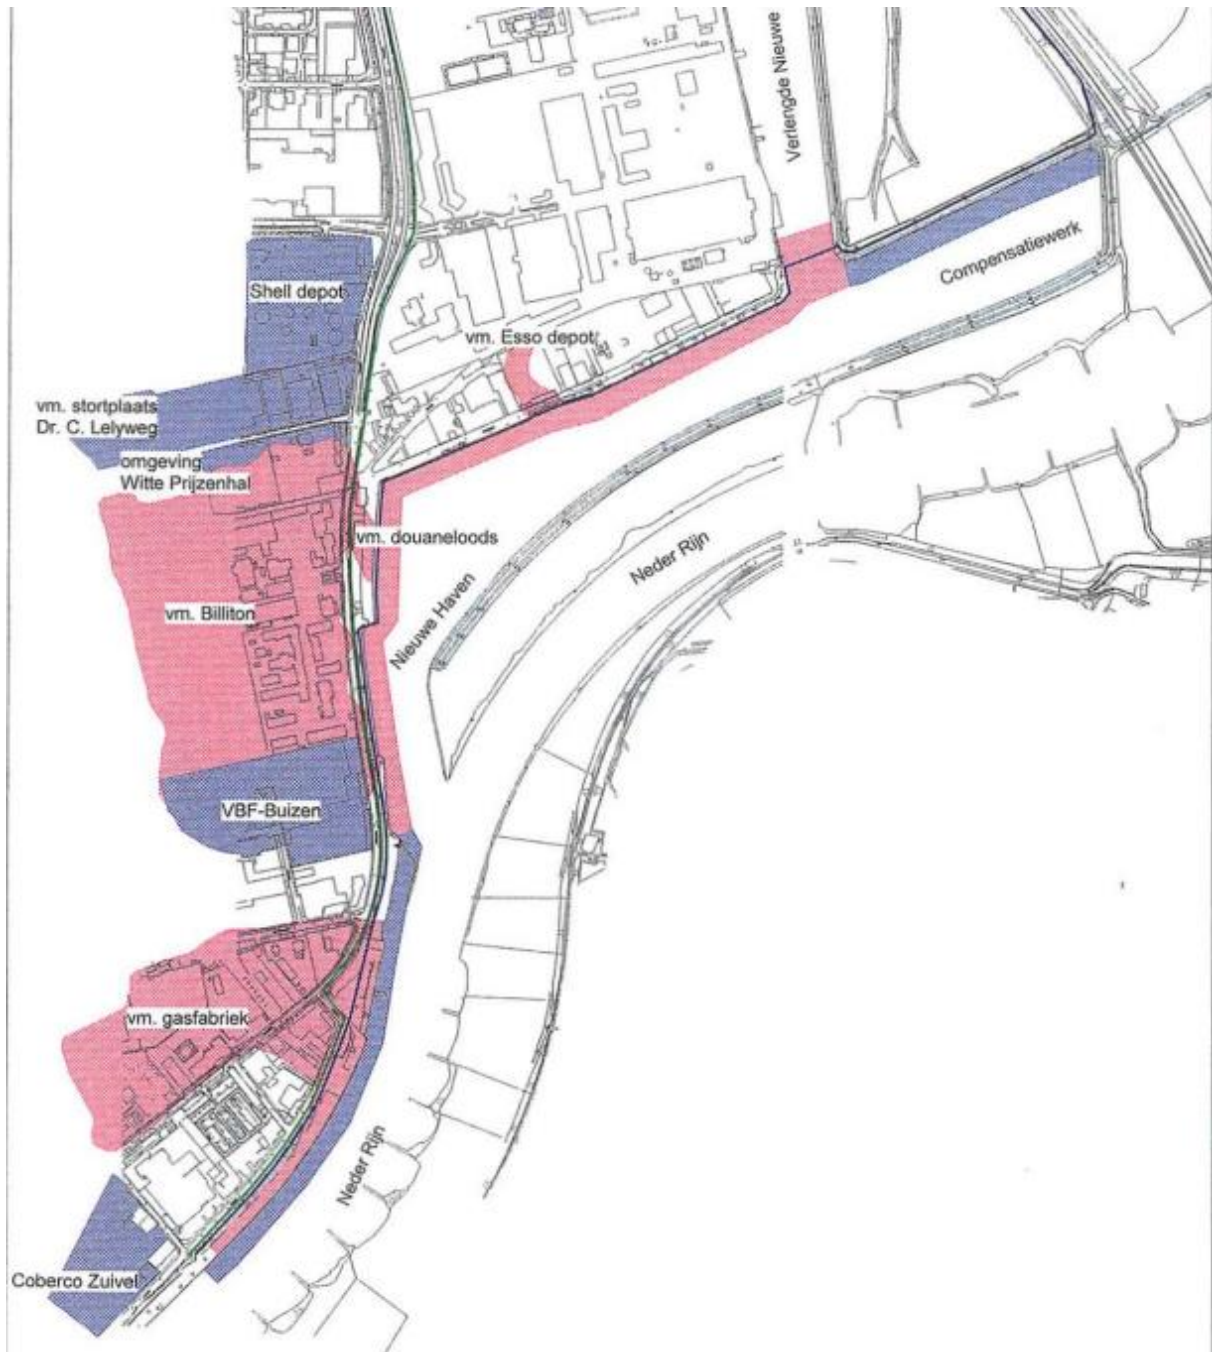 Verlengde Nieuwe
Compensatiewerk
Shell depot
vm. Esso depot
vm. stortplaats
Dr. C. Lelyweg
omgeving
Witte Prijzenhal
vm. douaneloods
Neder Rijn
vm. Billiton
Nieuwe Haven
VBF-Buizen
vm. gasfabriek
Neder Rijn
Coberco Zuivel